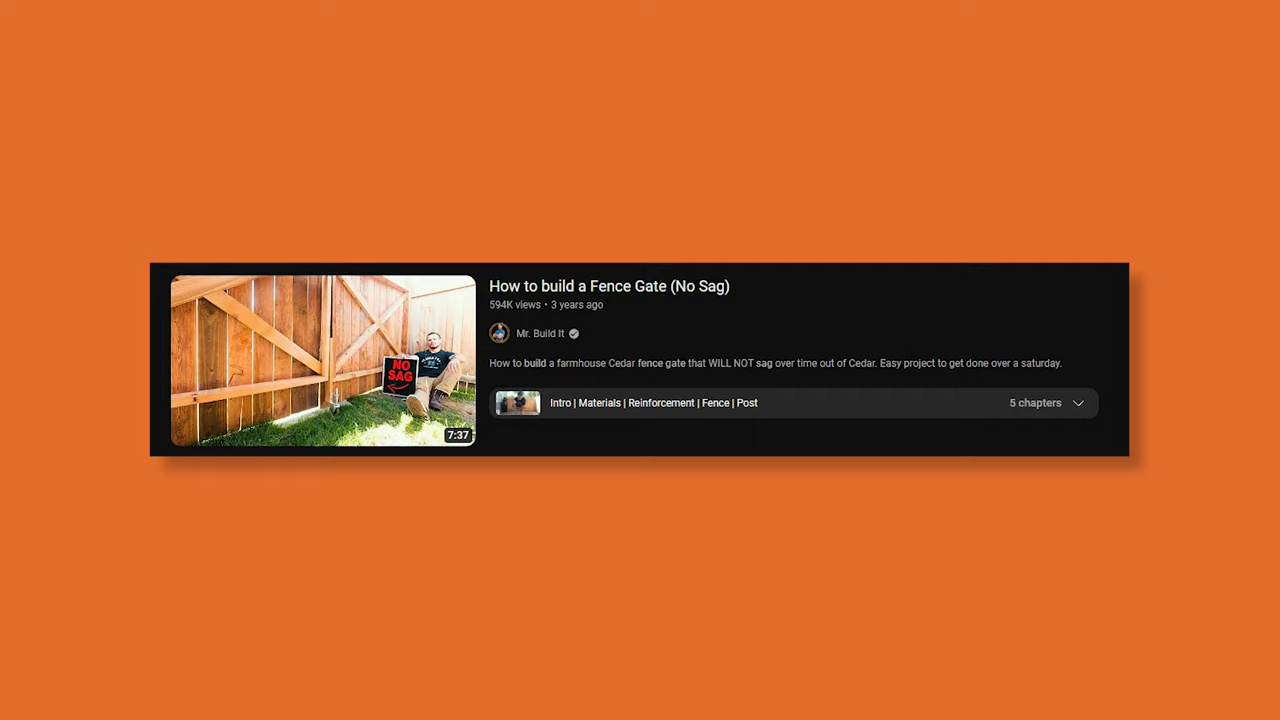 How to build a Fence Gate (No Sag)
594K views • 3 years ago
Mr. Build It
How to build a farmhouse Cedar fence gate that WILL NOT sag over time out of Cedar. Easy project to get done over a saturday.
Intro | Materials | Reinforcement | Fence | Post
5 chapters
NO
SAG
7:37